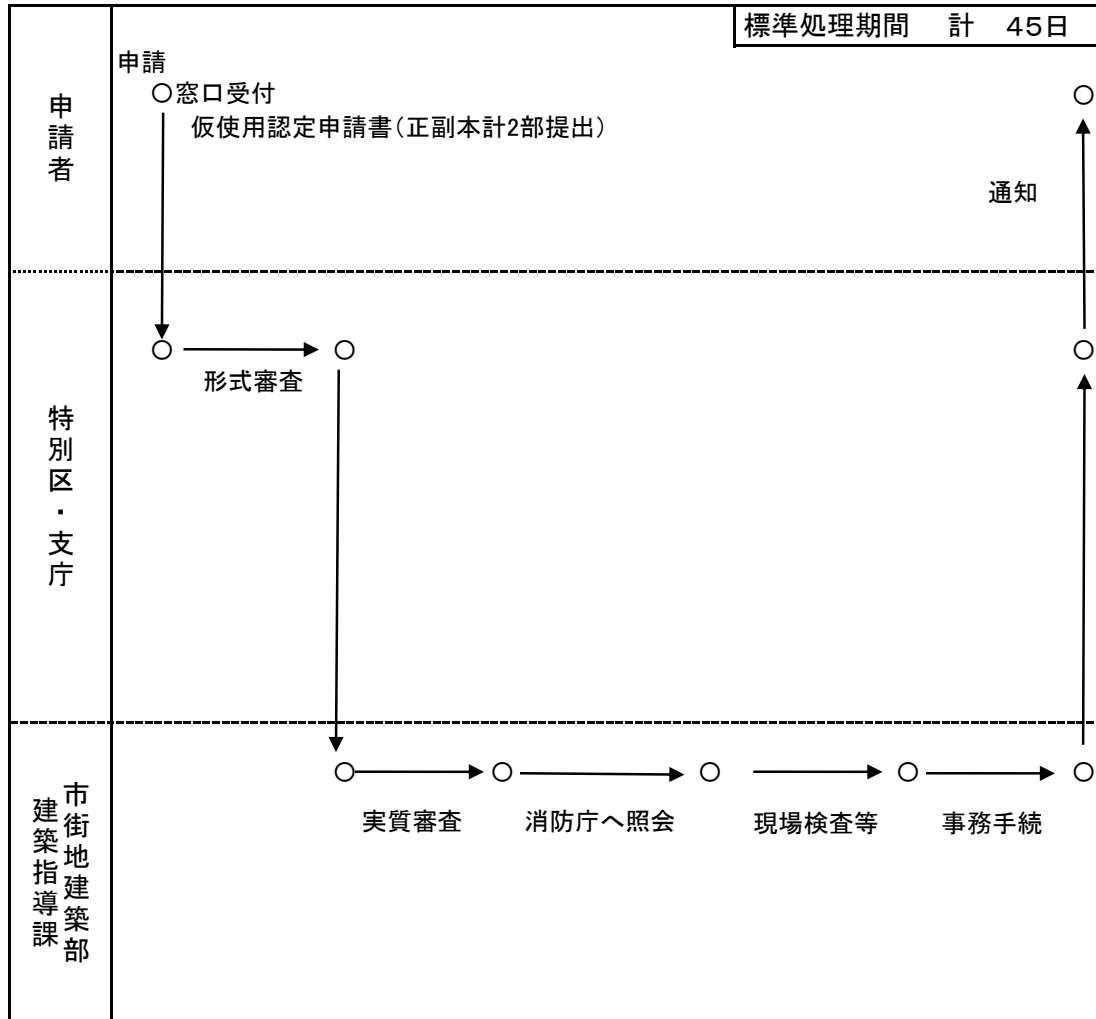 標準処理期間 計 45日
申請者
申請
○窓口受付
仮使用認定申請書(正副本計2部提出)
通知
特別区・支庁
形式審査
市街地建築部
建築指導課
実質審査
消防庁へ照会
現場検査等
事務手続